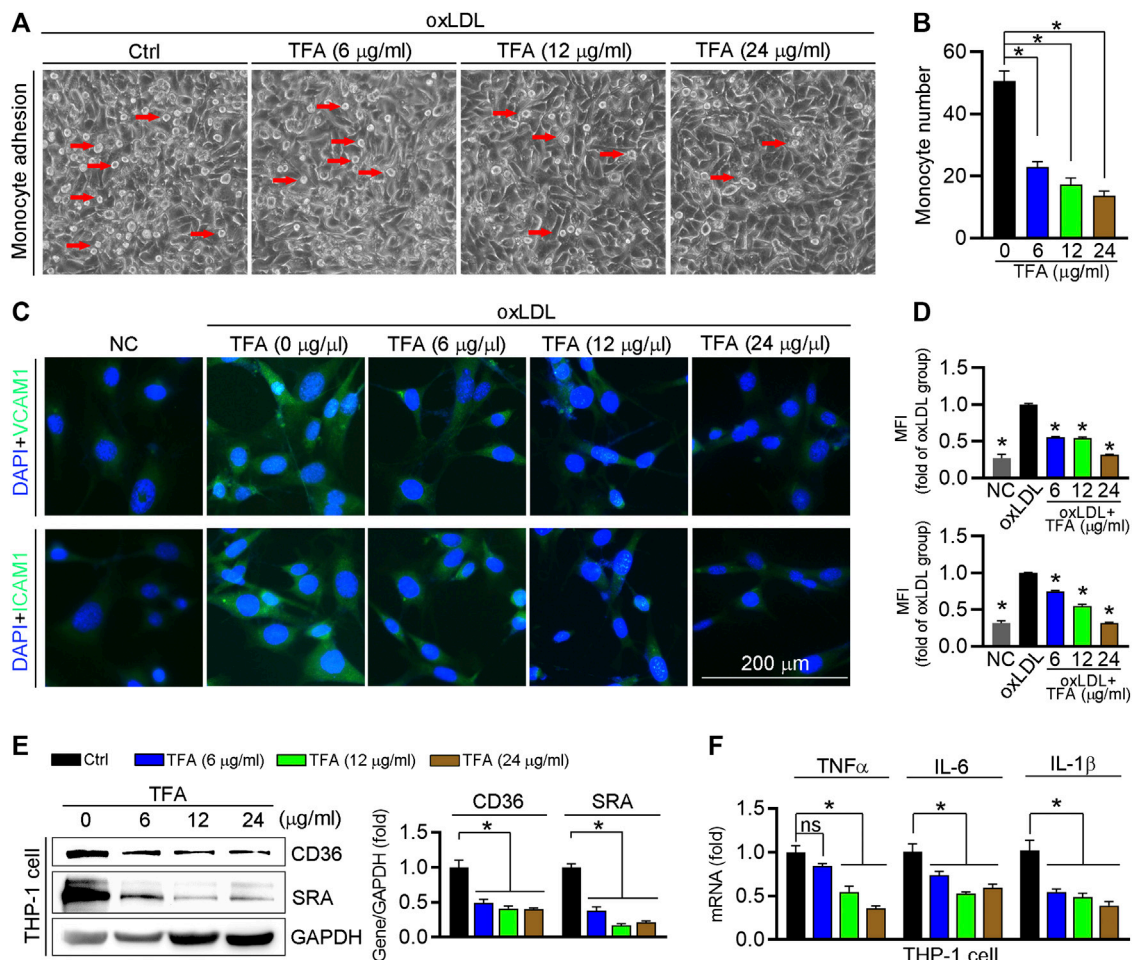 A
oxLDL
Ctrl
TFA (6 μg/ml)
TFA (12 μg/ml)
TFA (24 μg/ml)
Monocyte adhesion
B
*
*
*
60
40
20
0
Monocyte number
0 6 12 24
TFA (μg/ml)
C
oxLDL
NC
TFA (0 μg/μl)
TFA (6 μg/μl)
TFA (12 μg/μl)
TFA (24 μg/μl)
DAPI+VCAM1
DAPI+ICAM1
200 μm
D
MFI
(fold of oxLDL group)
1.5
1.0
0.5
0.0
* * * *
NC
oxLDL
6 12 24
oxLDL+
TFA (μg/ml)
MFI
(fold of oxLDL group)
1.5
1.0
0.5
0.0
* * * *
NC
oxLDL
6 12 24
oxLDL+
TFA (μg/ml)
E
Ctrl
TFA (6 μg/ml)
TFA (12 μg/ml)
TFA (24 μg/ml)
TFA
0 6 12 24 (μg/ml)
THP-1 cell
CD36
SRA
GAPDH
Gene/GAPDH (fold)
1.5
1.0
0.5
0.0
CD36
SRA
*
*
F
TNFα
IL-6
IL-1β
mRNA (fold)
1.5
1.0
0.5
0.0
ns
*
*
*
THP-1 cell